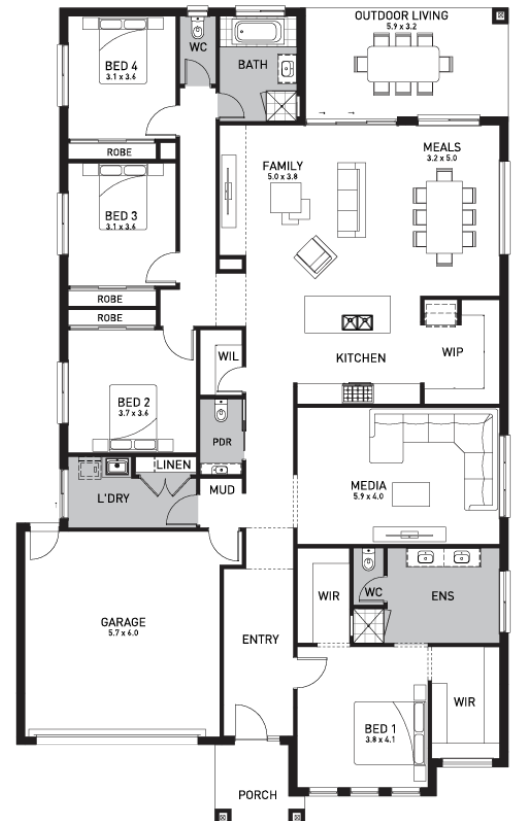 OUTDOOR LIVING
5.9 x 3.2
WC
BATH
BED 4
3.1 x 3.6
ROBE
FAMILY
5.0 x 3.8
MEALS
3.2 x 5.0
BED 3
3.1 x 3.6
ROBE
ROBE
WIL
KITCHEN
WIP
BED 2
3.7 x 3.6
PDR
LINEN
L'DRY
MUD
MEDIA
5.9 x 4.0
WIR
WC
ENS
GARAGE
5.7 x 6.0
ENTRY
WIR
BED 1
3.8 x 4.1
PORCH